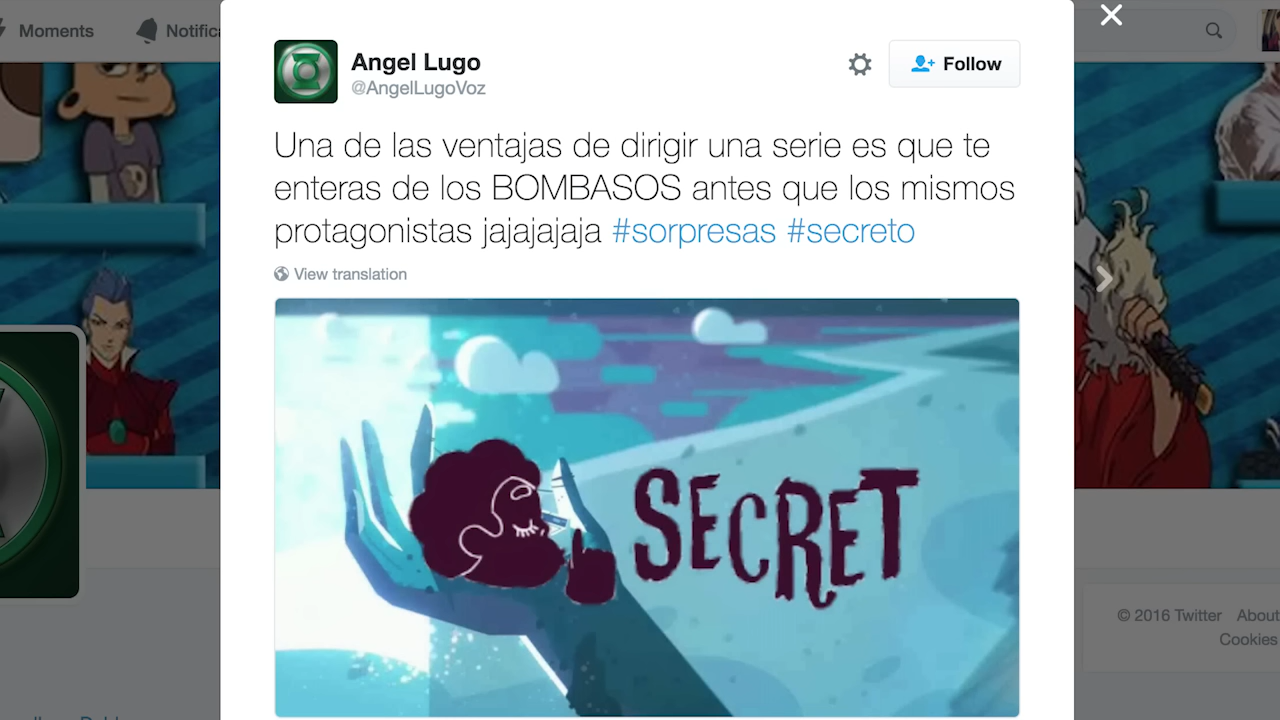 Moments
Notifica
Angel Lugo
@AngelLugoVoz
Follow
Una de las ventajas de dirigir una serie es que te
enteras de los BOMBASOS antes que los mismos
protagonistas jajajajaja #sorpresas #secreto
View translation
SECRET
© 2016 Twitter About
Cookies